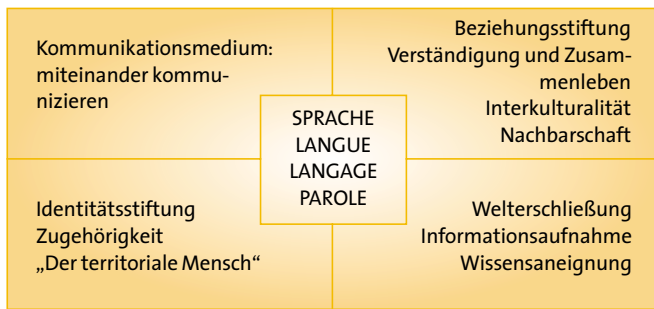 Kommunikationsmedium:
miteinander kommu-
nizieren
Beziehungsstiftung
Verständigung und Zusam-
menleben
Interkulturalität
Nachbarschaft
SPRACHE
LANGUE
LANGAGE
PAROLE
Identitätsstiftung
Zugehörigkeit
„Der territoriale Mensch“
Welterschließung
Informationsaufnahme
Wissensaneignung